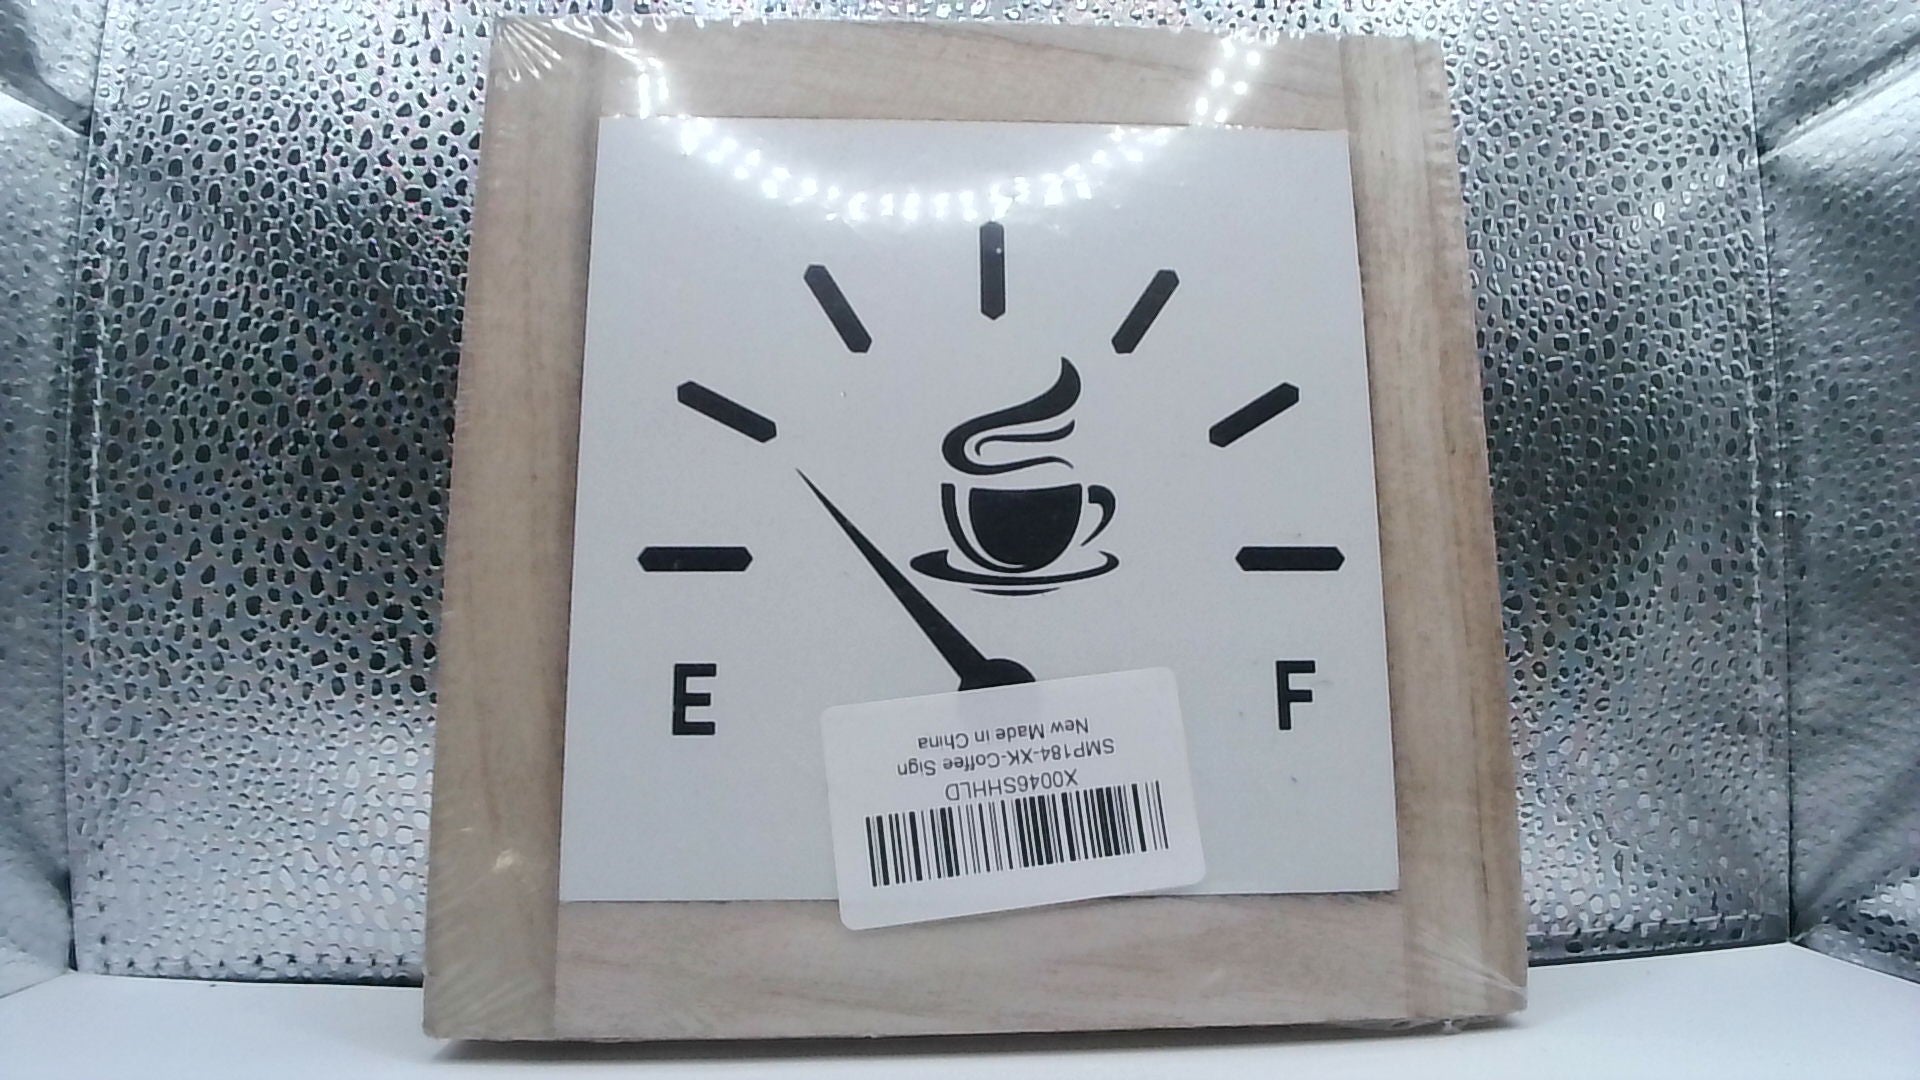 E
F
X0046SHHLD
SMP184-XK-Coffee Sign
New Made in China